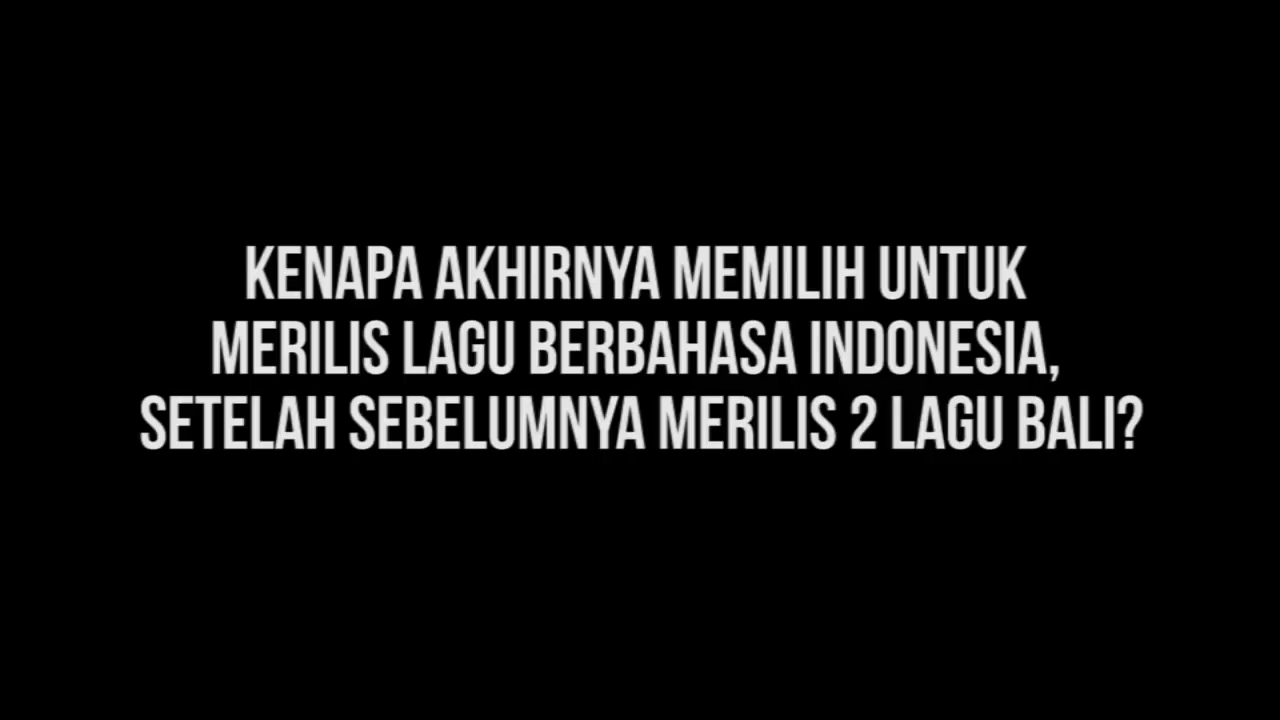 KENAPA AKHIRNYA MEMILIH UNTUK
MERILIS LAGU BERBAHASA INDONESIA,
SETELAH SEBELUMNYA MERILIS 2 LAGU BALI?